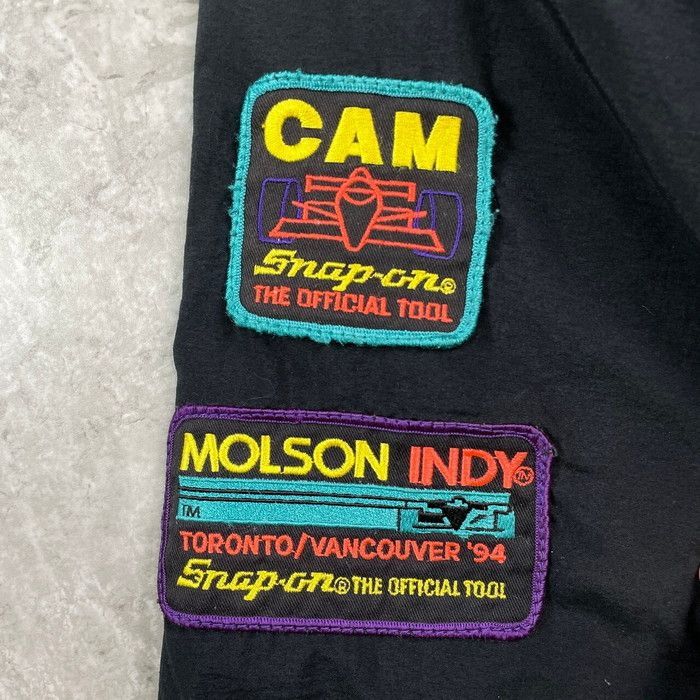 CAM
Snap-on®
THE OFFICIAL TOOL
MOLSON INDY™
TM
TORONTO/VANCOUVER '94
Snap-on® THE OFFICIAL TOOL